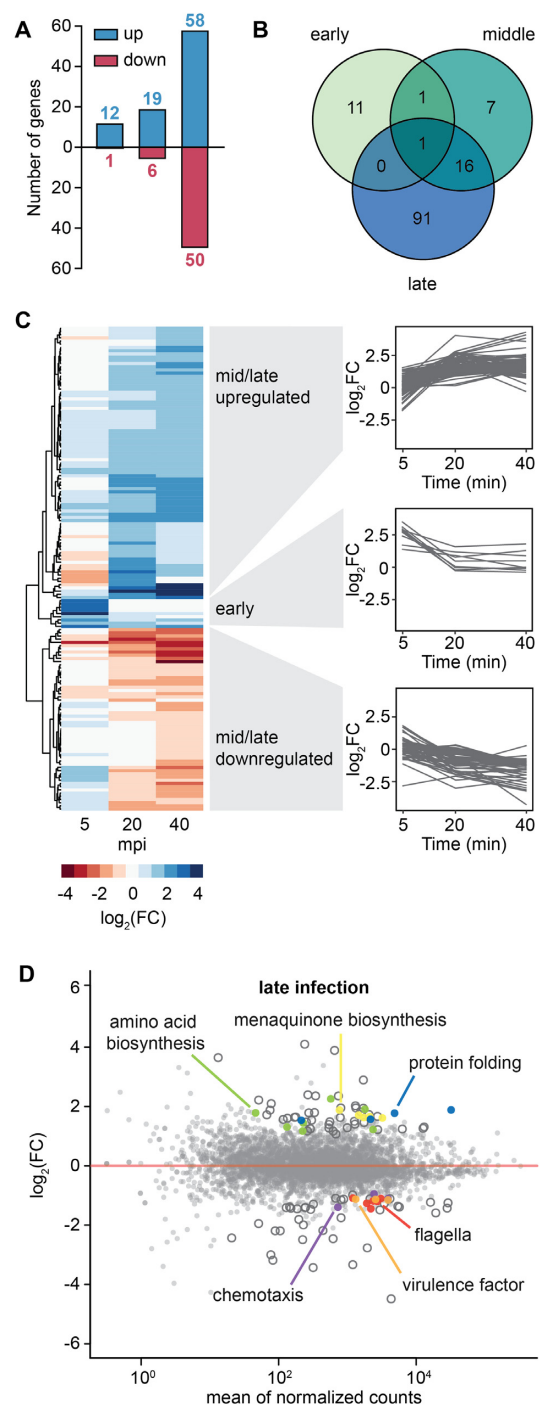 A
60
40
20
0
20
40
60
Number of genes
up
down
12
19
58
1
6
50
B
early
middle
11
1
7
1
0
16
91
late
C
mid/late
upregulated
early
mid/late
downregulated
5 20 40
mpi
-4 -2 0 2 4
log2(FC)
log2FC
2.5
0
-2.5
5 20 40
Time (min)
log2FC
2.5
0
-2.5
5 20 40
Time (min)
log2FC
2.5
0
-2.5
5 20 40
Time (min)
D
late infection
amino acid
biosynthesis
menaquinone biosynthesis
protein folding
flagella
virulence factor
chemotaxis
log2(FC)
6
4
2
0
-2
-4
-6
10^0 10^2 10^4
mean of normalized counts